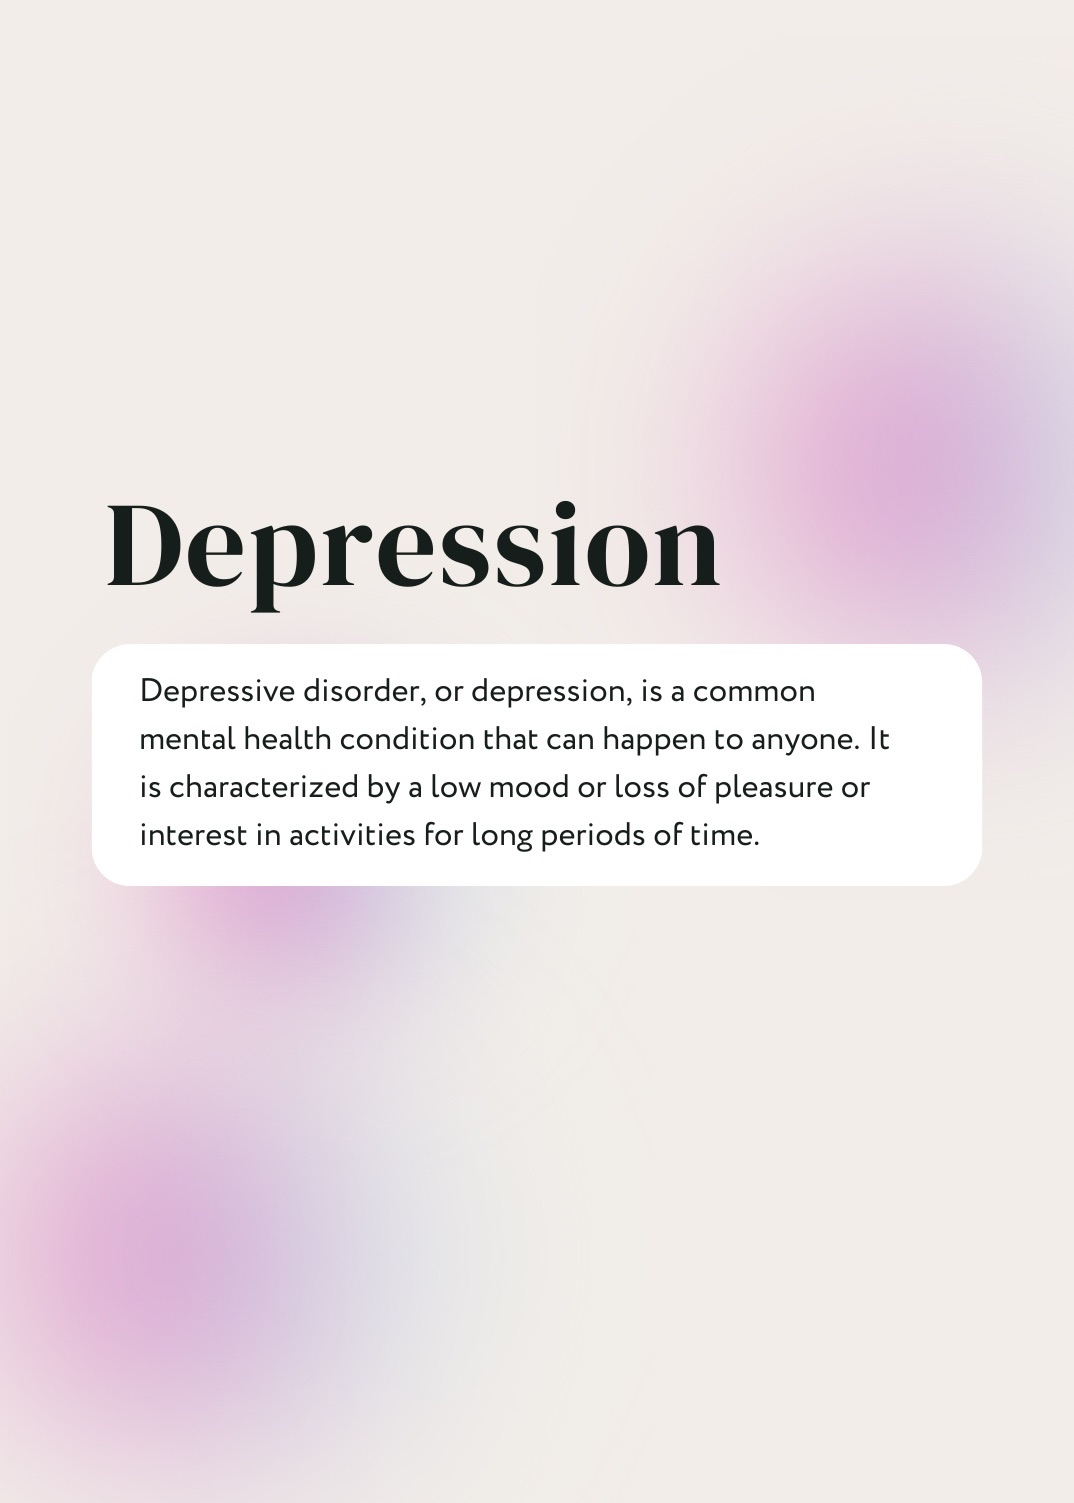 Depression
Depressive disorder, or depression, is a common
mental health condition that can happen to anyone. It
is characterized by a low mood or loss of pleasure or
interest in activities for long periods of time.